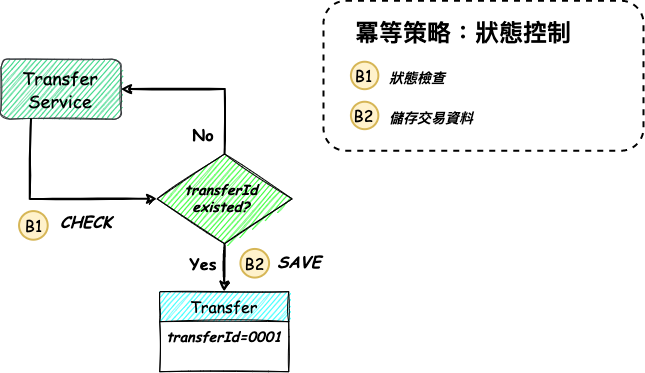 冪等策略：狀態控制
B1 狀態檢查
B2 儲存交易資料
Transfer
Service
No
transferId
existed?
B1 CHECK
Yes B2 SAVE
Transfer
transferId=0001